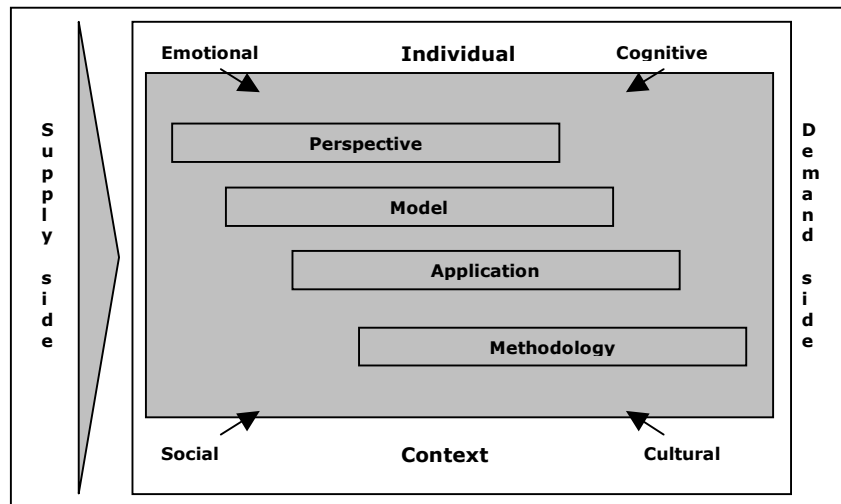 Emotional Individual Cognitive
Supply side
Demand side
Perspective
Model
Application
Methodology
Social Context Cultural